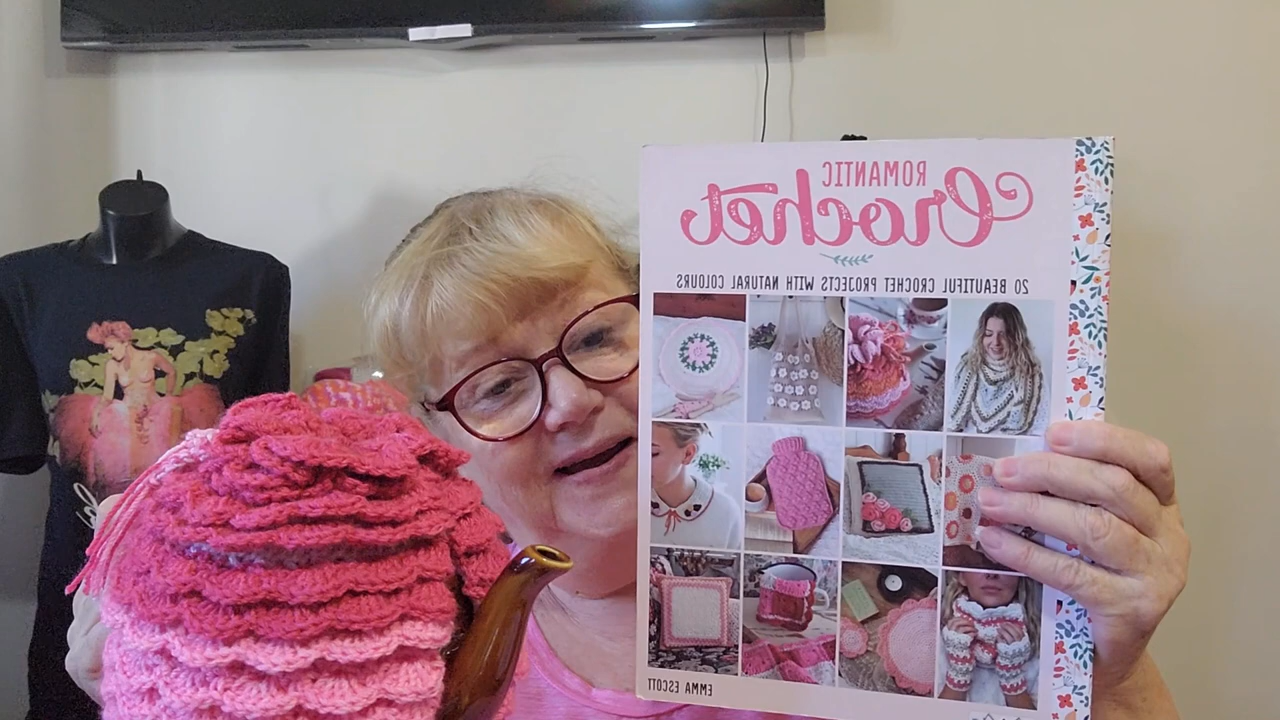 ROMANTIC
Crochet
20 BEAUTIFUL CROCHET PROJECTS WITH NATURAL COLOURS
EMMA ESCOTT